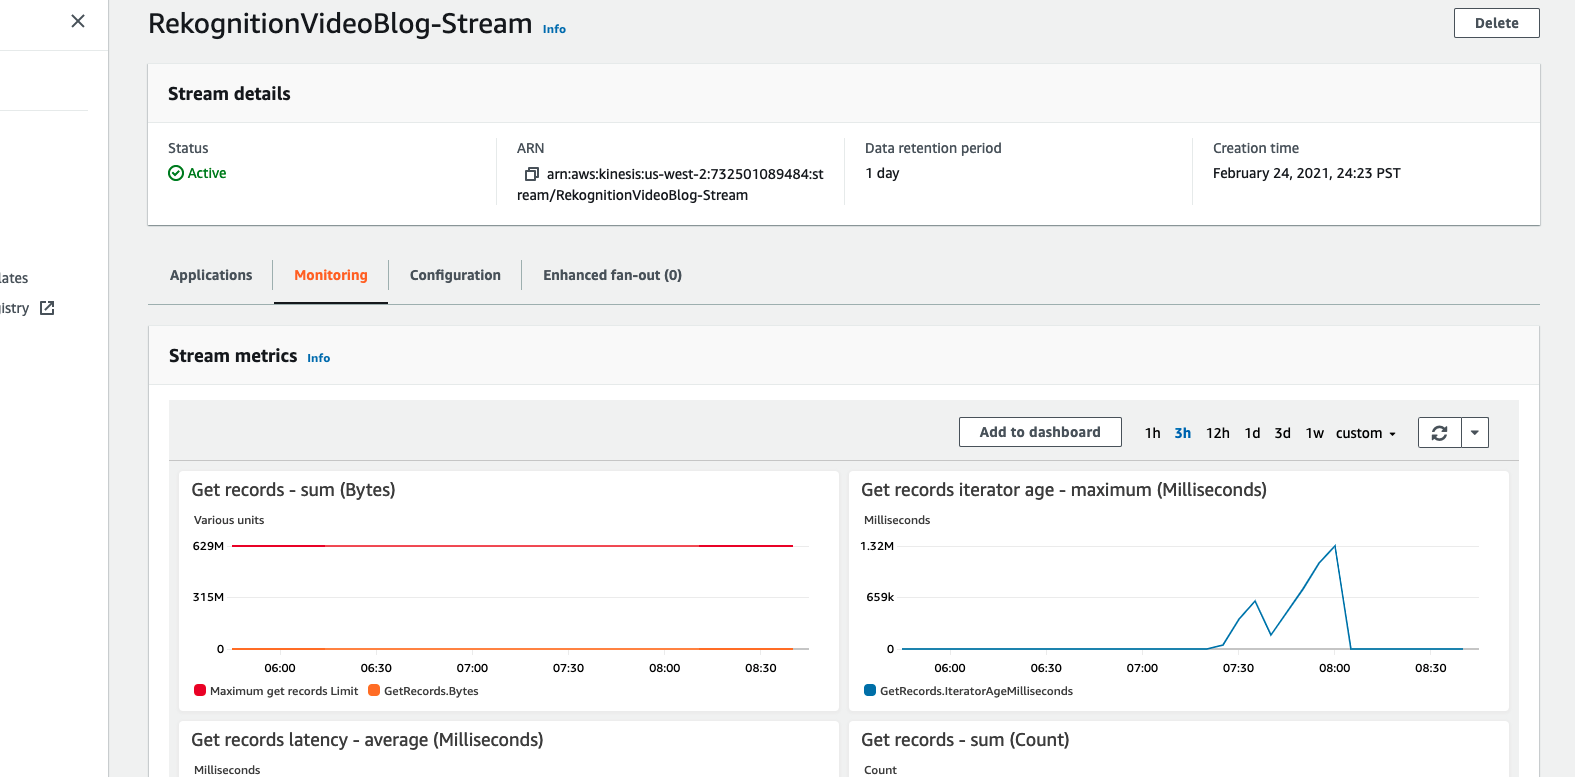 RekognitionVideoBlog-Stream Info
Delete
Stream details
Status
Active
ARN
arn:aws:kinesis:us-west-2:732501089484:st
ream/RekognitionVideoBlog-Stream
Data retention period
1 day
Creation time
February 24, 2021, 24:23 PST
lates
istry
Applications
Monitoring
Configuration
Enhanced fan-out (0)
Stream metrics Info
Add to dashboard
1h 3h 12h 1d 3d 1w custom
Get records - sum (Bytes)
Various units
629M
315M
0
06:00 06:30 07:00 07:30 08:00 08:30
Maximum get records Limit GetRecords.Bytes
Get records iterator age - maximum (Milliseconds)
Milliseconds
1.32M
659k
0
06:00 06:30 07:00 07:30 08:00 08:30
GetRecords.IteratorAgeMilliseconds
Get records latency - average (Milliseconds)
Milliseconds
Get records - sum (Count)
Count